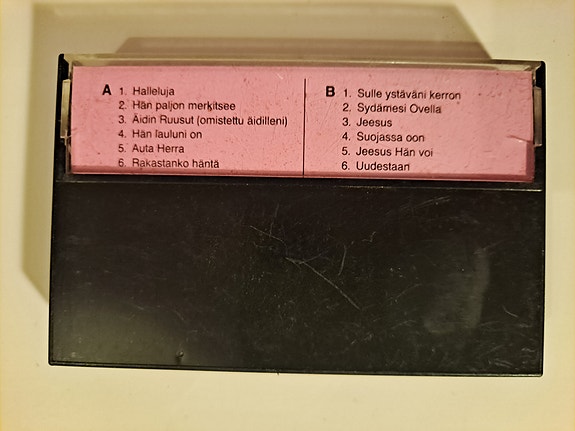 A 1. Halleluja
2. Hän paljon merkitsee
3. Äidin Ruusut (omistettu äidilleni)
4. Hän lauluni on
5. Auta Herra
6. Rakastanko häntä
B 1. Sulle ystäväni kerron
2. Sydämesi Ovella
3. Jeesus
4. Suojassa oon
5. Jeesus Hän voi
6. Uudestaan